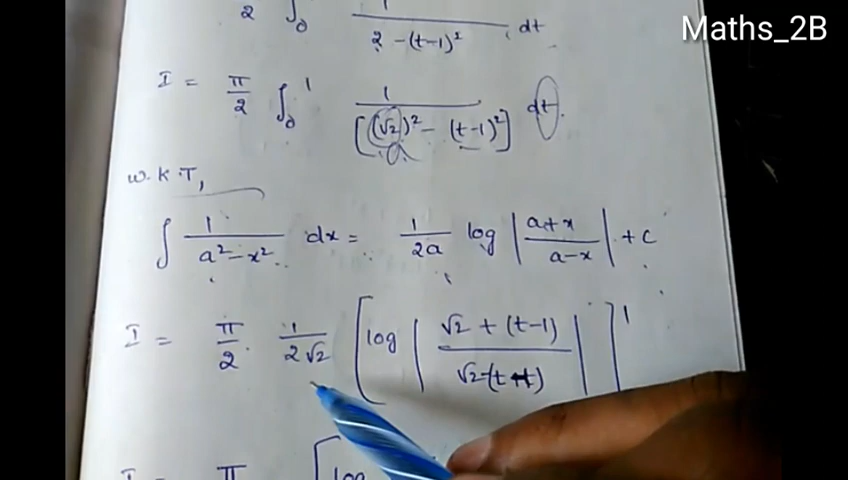 Maths_2B
2 ∫₀ 1/(2 - (t-1)²) dt
I = π/2 ∫₀¹ 1/[(√2)² - (t-1)²] dt.
a
W.K.T,
∫ 1/(a² - x²) dx = 1/2a log |(a+x)/(a-x)| + c
I = π/2 1/(2√2) [log |(√2 + (t-1))/(√2-(t-1))|]¹
I = π [log